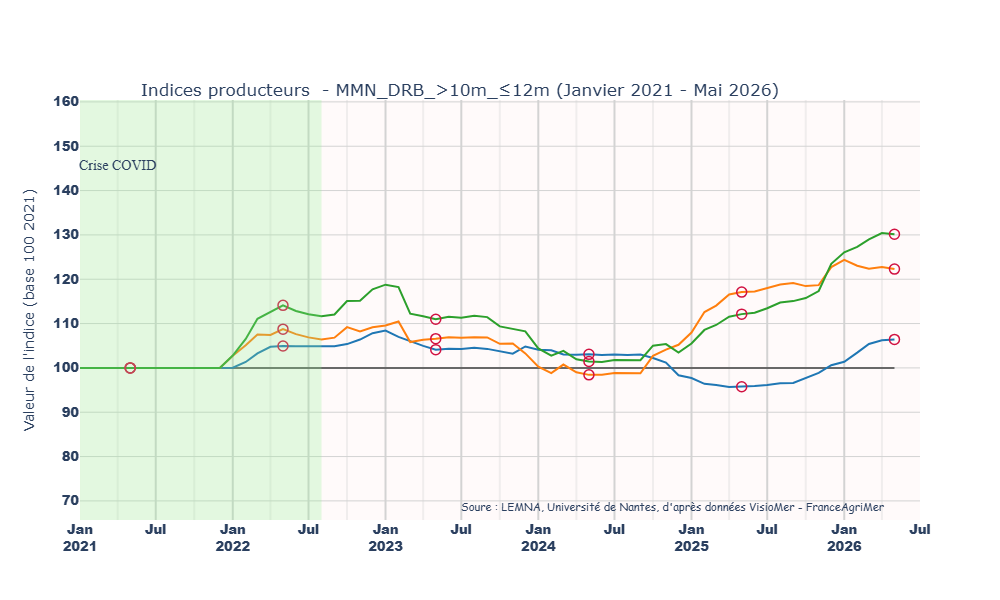 Indices producteurs  - MMN_DRB_>10m_≤12m (Janvier 2021 - Mai 2026)
160
150
140
130
120
110
100
90
80
70
Valeur de l'indice (base 100 2021)
Crise COVID
Soure : LEMNA, Université de Nantes, d'après données VisioMer - FranceAgriMer
Jan Jul Jan Jul Jan Jul Jan Jul Jan Jul Jan Jul
2021 2022 2023 2024 2025 2026